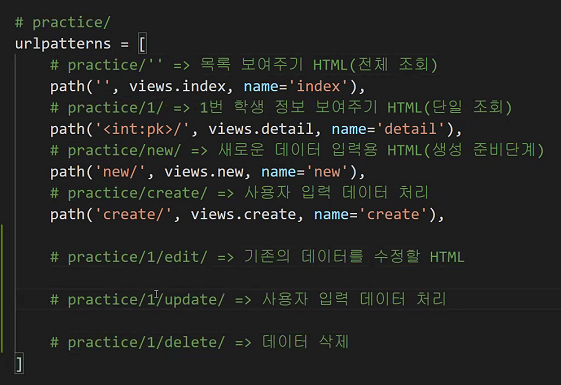 # practice/
urlpatterns = [
# practice/'' => 목록 보여주기 HTML(전체 조회)
path('', views.index, name='index'),
# practice/1/ => 1번 학생 정보 보여주기 HTML(단일 조회)
path('<int:pk>/', views.detail, name='detail'),
# practice/new/ => 새로운 데이터 입력용 HTML(생성 준비단계)
path('new/', views.new, name='new'),
# practice/create/ => 사용자 입력 데이터 처리
path('create/', views.create, name='create'),
# practice/1/edit/ => 기존의 데이터를 수정할 HTML
# practice/1/update/ => 사용자 입력 데이터 처리
# practice/1/delete/ => 데이터 삭제
]